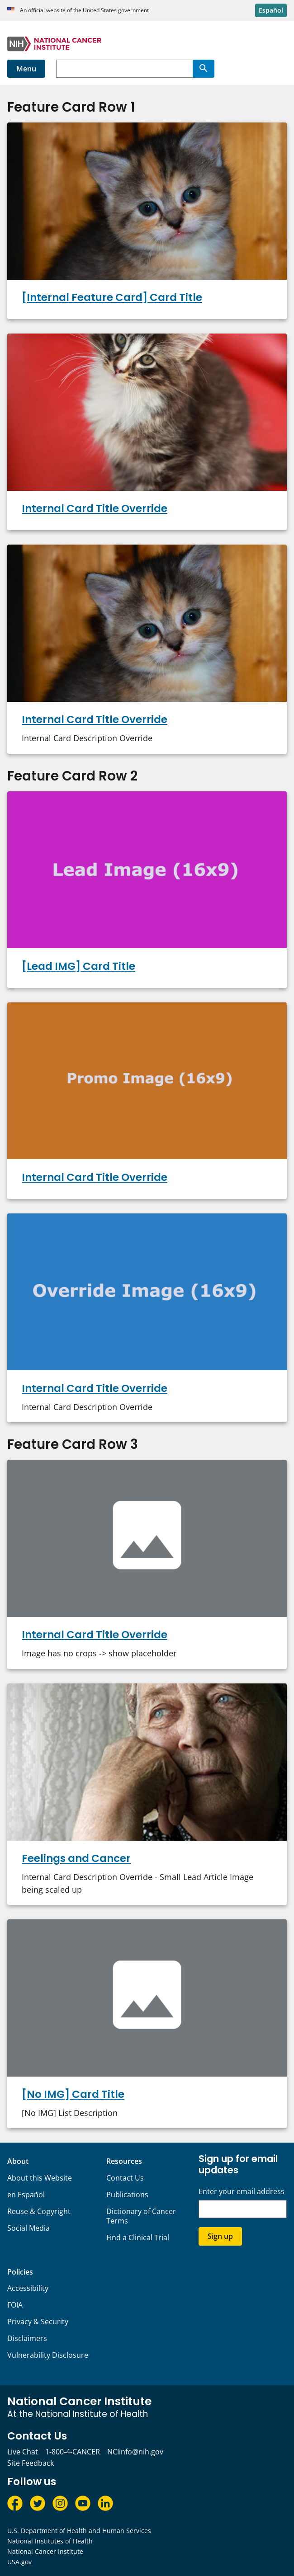 An official website of the United States government
Español
NIH NATIONAL CANCER
INSTITUTE
Menu
Feature Card Row 1
[Internal Feature Card] Card Title
Internal Card Title Override
Internal Card Title Override
Internal Card Description Override
Feature Card Row 2
Lead Image (16x9)
[Lead IMG] Card Title
Promo Image (16x9)
Internal Card Title Override
Override Image (16x9)
Internal Card Title Override
Internal Card Description Override
Feature Card Row 3
Internal Card Title Override
Image has no crops -> show placeholder
Feelings and Cancer
Internal Card Description Override - Small Lead Article Image
being scaled up
[No IMG] Card Title
[No IMG] List Description
About
About this Website
en Español
Reuse & Copyright
Social Media
Resources
Contact Us
Publications
Dictionary of Cancer
Terms
Find a Clinical Trial
Sign up for email
updates
Enter your email address
Sign up
Policies
Accessibility
FOIA
Privacy & Security
Disclaimers
Vulnerability Disclosure
National Cancer Institute
At the National Institute of Health
Contact Us
Live Chat 1-800-4-CANCER NCIinfo@nih.gov
Site Feedback
Follow us
U.S. Department of Health and Human Services
National Institutes of Health
National Cancer Institute
USA.gov